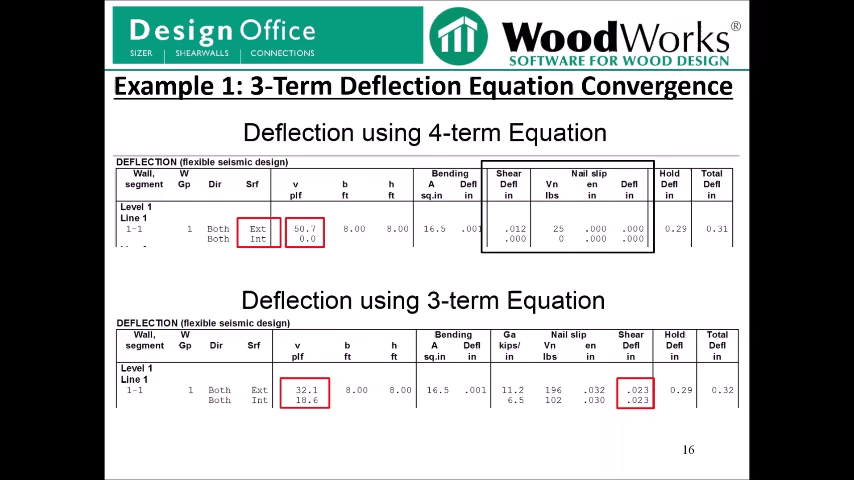 Design Office
SIZER | SHEARWALLS | CONNECTIONS
WoodWorks®
SOFTWARE FOR WOOD DESIGN
Example 1: 3-Term Deflection Equation Convergence
Deflection using 4-term Equation
DEFLECTION (flexible seismic design)
Wall, W Bending Shear Nail slip Hold Total
segment Gp Dir Srf v b h A Defl Defl Vn en Defl Defl Defl
plf ft ft sq.in in in lbs in in in in
Level 1
Line 1
1-1 1 Both Ext 50.7 8.00 8.00 16.5 .001 .012 25 .000 .000 0.29 0.31
Both Int 0.0 .000 0 .000 .000
Deflection using 3-term Equation
DEFLECTION (flexible seismic design)
Wall, W Bending Ga Nail slip Shear Hold Total
segment Gp Dir Srf v b h A Defl kips/ Vn en Defl Defl Defl
plf ft ft sq.in in in lbs in in in in
Level 1
Line 1
1-1 1 Both Ext 32.1 8.00 8.00 16.5 .001 11.2 196 .032 .023 0.29 0.32
Both Int 18.6 6.5 102 .030 .023
16